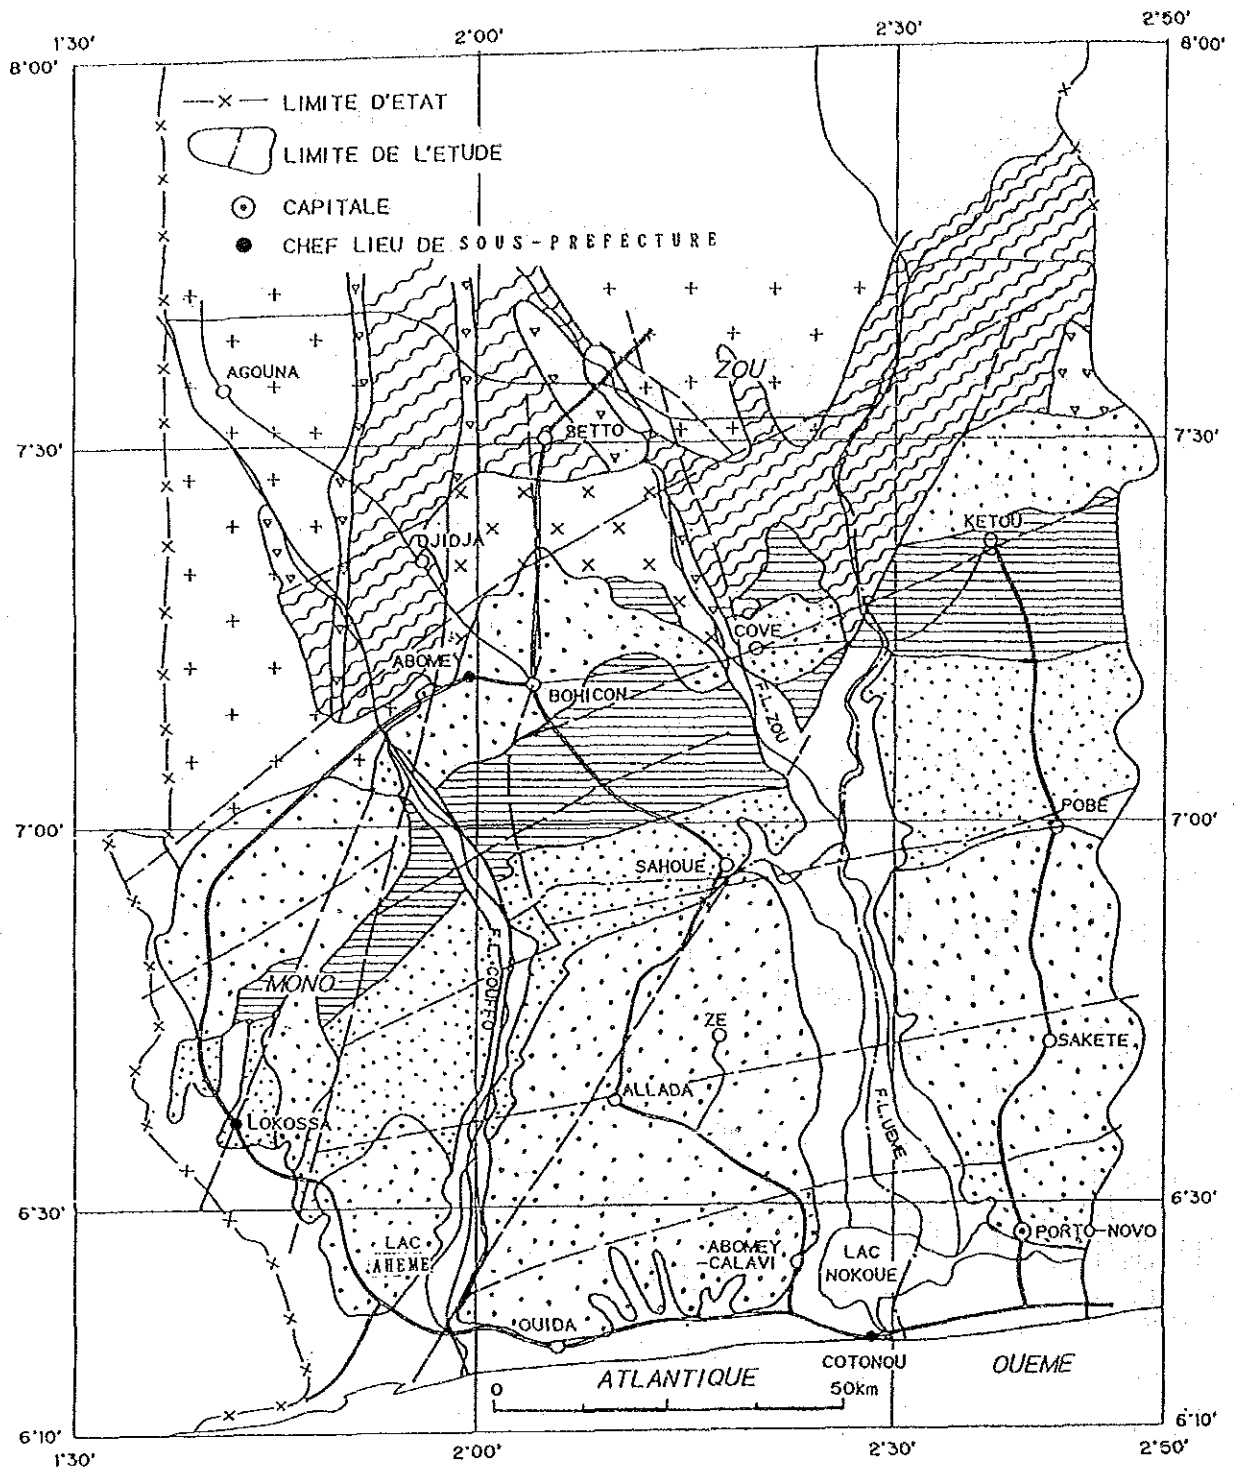 1°30'
2°00'
2°30'
2°50'
8°00'
8°00'
LIMITE D'ETAT
LIMITE DE L'ETUDE
CAPITALE
CHEF LIEU DE SOUS-PREFECTURE
AGOUNA
ZOU
SETTO
7°30'
7°30'
KETOU
DJIDJA
COVE
ABOMEY
BOHICON
F.L. ZOU
POBE
7°00'
7°00'
SAHOUE
F.L. COUFFO
MONO
ZE
SAKETE
ALLADA
F.L. UEME
LOKOSSA
6°30'
6°30'
LAC
AHEME
ABOMEY
-CALAVI
LAC
NOKOUE
PORTO-NOVO
OUIDA
ATLANTIQUE
COTONOU
OUEME
0
50km
6°10'
6°10'
1°30'
2°00'
2°30'
2°50'